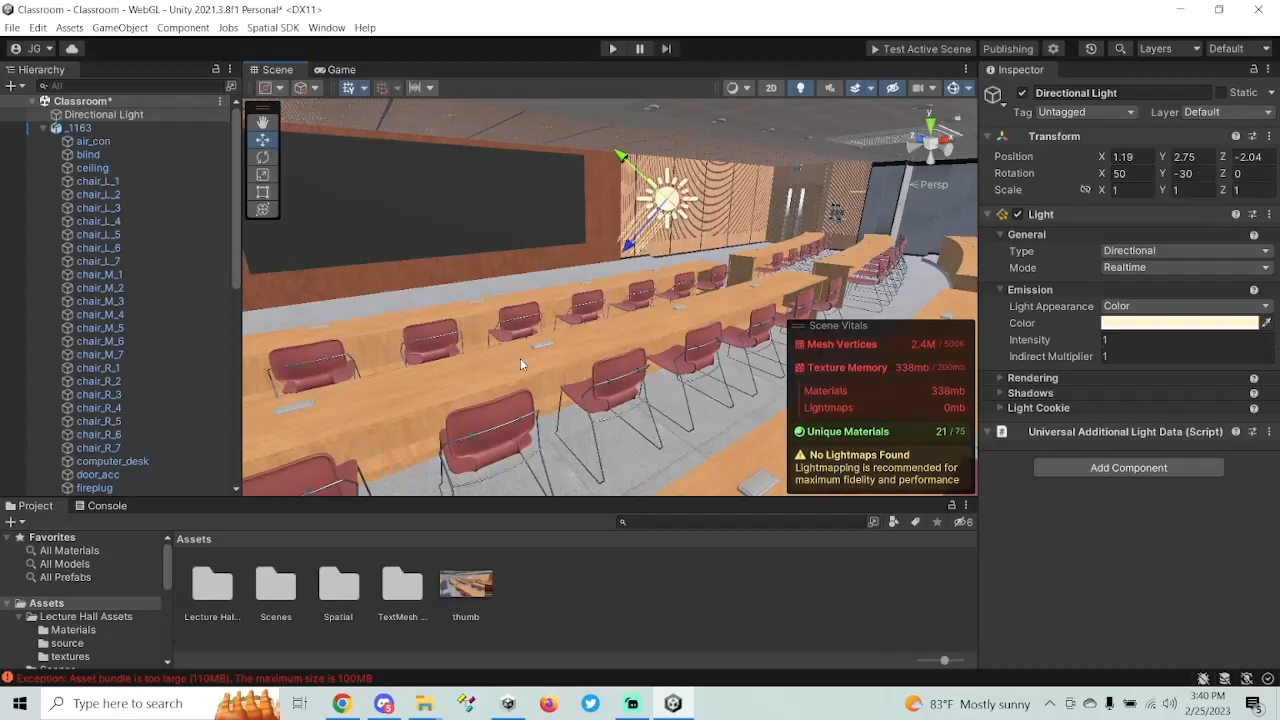 Classroom - Classroom - WebGL - Unity 2021.3.8f1 Personal* <DX11>
File Edit Assets GameObject Component Jobs Spatial SDK Window Help
JG Test Active Scene Publishing Layers Default
Hierarchy
All
Classroom*
Directional Light
_1163
air_con
blind
ceiling
chair_L_1
chair_L_2
chair_L_3
chair_L_4
chair_L_5
chair_L_6
chair_L_7
chair_M_1
chair_M_2
chair_M_3
chair_M_4
chair_M_5
chair_M_6
chair_M_7
chair_R_1
chair_R_2
chair_R_3
chair_R_4
chair_R_5
chair_R_6
chair_R_7
computer_desk
door_acc
fireplug
Scene Game
2D
y
z
Persp
Scene Vitals
Mesh Vertices 2.4M / 500K
Texture Memory 338mb / 200mb
Materials 338mb
Lightmaps 0mb
Unique Materials 21 / 75
No Lightmaps Found
Lightmapping is recommended for
maximum fidelity and performance
Inspector
Directional Light Static
Tag Untagged Layer Default
Transform
Position X 1.19 Y 2.75 Z -2.04
Rotation X 50 Y -30 Z 0
Scale X 1 Y 1 Z 1
Light
General
Type Directional
Mode Realtime
Emission
Light Appearance Color
Color
Intensity 1
Indirect Multiplier 1
Rendering
Shadows
Light Cookie
Universal Additional Light Data (Script)
Add Component
Project Console
6
Favorites
All Materials
All Models
All Prefabs
Assets
Lecture Hall Assets
Materials
source
textures
Assets
Lecture Hal... Scenes Spatial TextMesh ... thumb
Exception: Asset bundle is too large (110MB). The maximum size is 100MB
Type here to search
83°F Mostly sunny
3:40 PM
2/25/2023
5